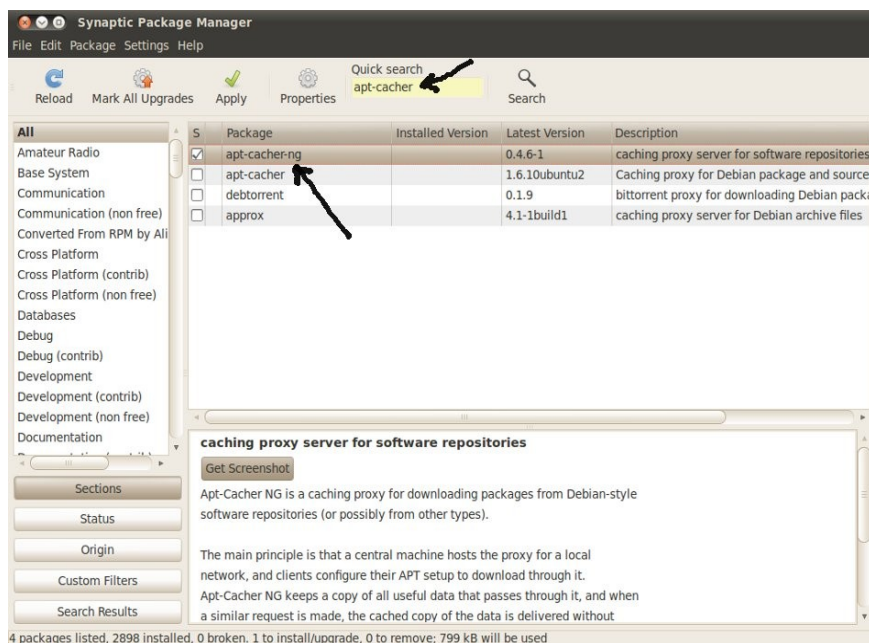 Synaptic Package Manager
File Edit Package Settings Help
Reload Mark All Upgrades Apply Properties Quick search Search
apt-cacher
All
Amateur Radio
Base System
Communication
Communication (non free)
Converted From RPM by Ali
Cross Platform
Cross Platform (contrib)
Cross Platform (non free)
Databases
Debug
Debug (contrib)
Development
Development (contrib)
Development (non free)
Documentation
Sections
Status
Origin
Custom Filters
Search Results
S Package Installed Version Latest Version Description
apt-cacher-ng 0.4.6-1 caching proxy server for software repositories
apt-cacher 1.6.10ubuntu2 Caching proxy for Debian package and source
debtorrent 0.1.9 bittorrent proxy for downloading Debian packa
approx 4.1-1build1 caching proxy server for Debian archive files
caching proxy server for software repositories
Get Screenshot
Apt-Cacher NG is a caching proxy for downloading packages from Debian-style
software repositories (or possibly from other types).
The main principle is that a central machine hosts the proxy for a local
network, and clients configure their APT setup to download through it.
Apt-Cacher NG keeps a copy of all useful data that passes through it, and when
a similar request is made, the cached copy of the data is delivered without
4 packages listed, 2898 installed, 0 broken. 1 to install/upgrade, 0 to remove; 799 kB will be used